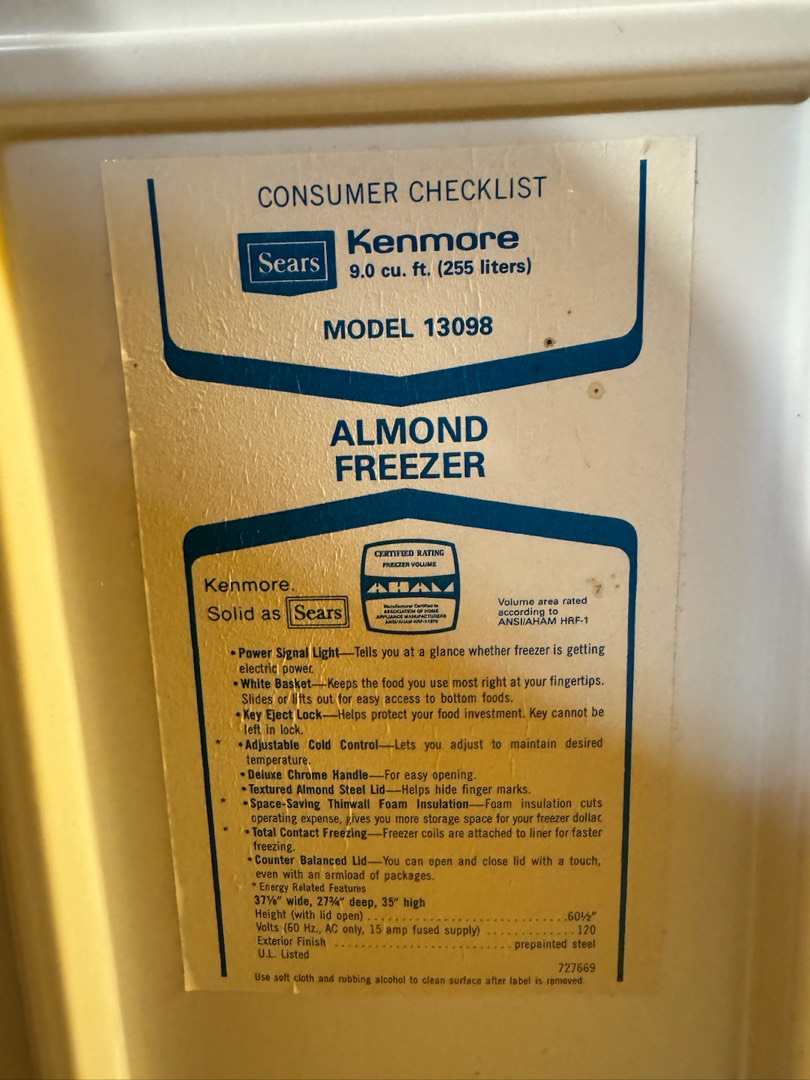 CONSUMER CHECKLIST
Sears
Kenmore
9.0 cu. ft. (255 liters)
MODEL 13098
ALMOND
FREEZER
CERTIFIED RATING
FREEZER VOLUME
AHAM
Manufacturer Certified to
ASSOCIATION OF HOME
APPLIANCE MANUFACTURERS
Kenmore.
Solid as Sears
Volume area rated
according to
ANSI/AHAM HRF-1
• Power Signal Light—Tells you at a glance whether freezer is getting
electric power.
• White Basket—Keeps the food you use most right at your fingertips.
Slides or lifts out for easy access to bottom foods.
• Key Eject Lock—Helps protect your food investment. Key cannot be
left in lock.
* • Adjustable Cold Control—Lets you adjust to maintain desired
temperature.
• Deluxe Chrome Handle—For easy opening.
• Textured Almond Steel Lid—Helps hide finger marks.
* • Space-Saving Thinwall Foam Insulation—Foam insulation cuts
operating expense, gives you more storage space for your freezer dollar.
* • Total Contact Freezing—Freezer coils are attached to liner for faster
freezing.
• Counter Balanced Lid—You can open and close lid with a touch,
even with an armload of packages.
* Energy Related Features
37⅛" wide, 27¾" deep, 35" high
Height (with lid open) . . . . . . . . . . . . . . . . . . . . . . . . . . . . 60½"
Volts (60 Hz., AC only, 15 amp fused supply) . . . . . . . . . . . . . 120
Exterior Finish . . . . . . . . . . . . . . . . . . . . . . . . . prepainted steel
U.L. Listed
727669
Use soft cloth and rubbing alcohol to clean surface after label is removed.